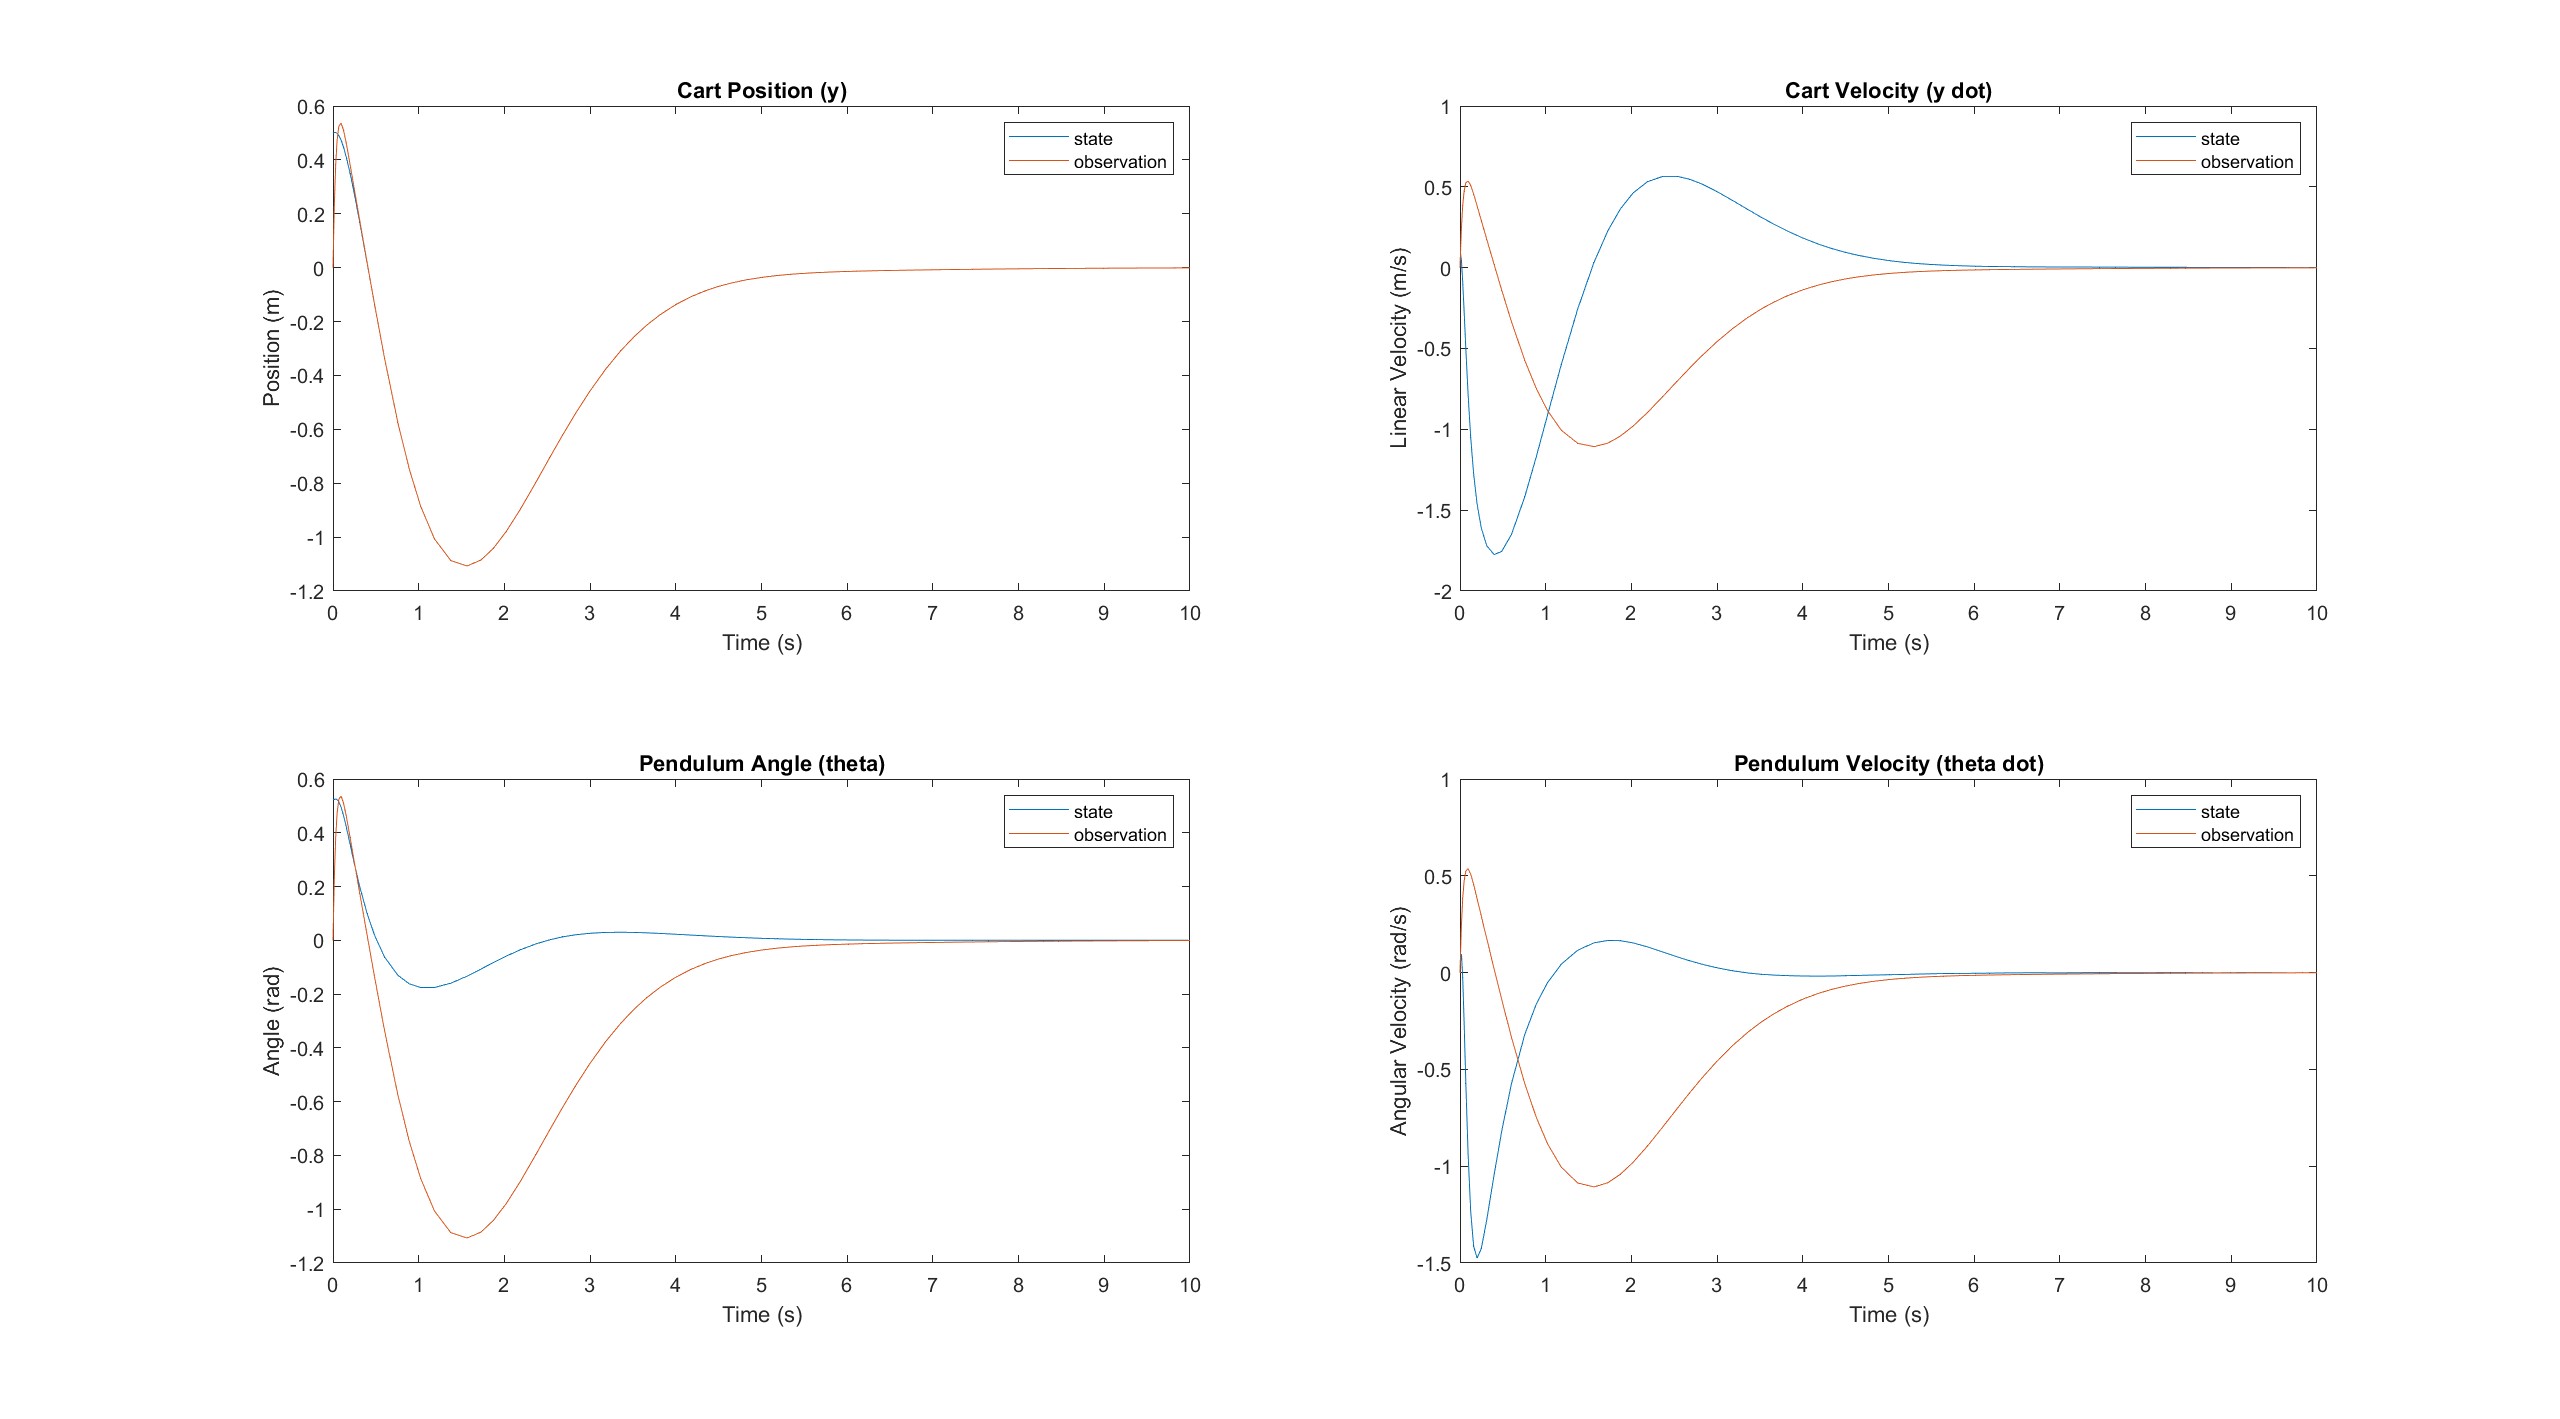 Cart Position (y)
0.6
0.4
0.2
0
-0.2
-0.4
-0.6
-0.8
-1
-1.2
Position (m)
0 1 2 3 4 5 6 7 8 9 10
Time (s)
state
observation
Cart Velocity (y dot)
1
0.5
0
-0.5
-1
-1.5
-2
Linear Velocity (m/s)
0 1 2 3 4 5 6 7 8 9 10
Time (s)
state
observation
Pendulum Angle (theta)
0.6
0.4
0.2
0
-0.2
-0.4
-0.6
-0.8
-1
-1.2
Angle (rad)
0 1 2 3 4 5 6 7 8 9 10
Time (s)
state
observation
Pendulum Velocity (theta dot)
1
0.5
0
-0.5
-1
-1.5
Angular Velocity (rad/s)
0 1 2 3 4 5 6 7 8 9 10
Time (s)
state
observation